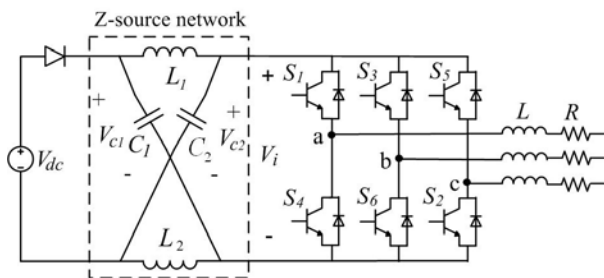 Z-source network
L1
+ S1 S3 S5
+ Vc1 C1 C2 + Vc2
L R
a
Vdc
Vi
b
- -
c
L2
- S4 S6 S2